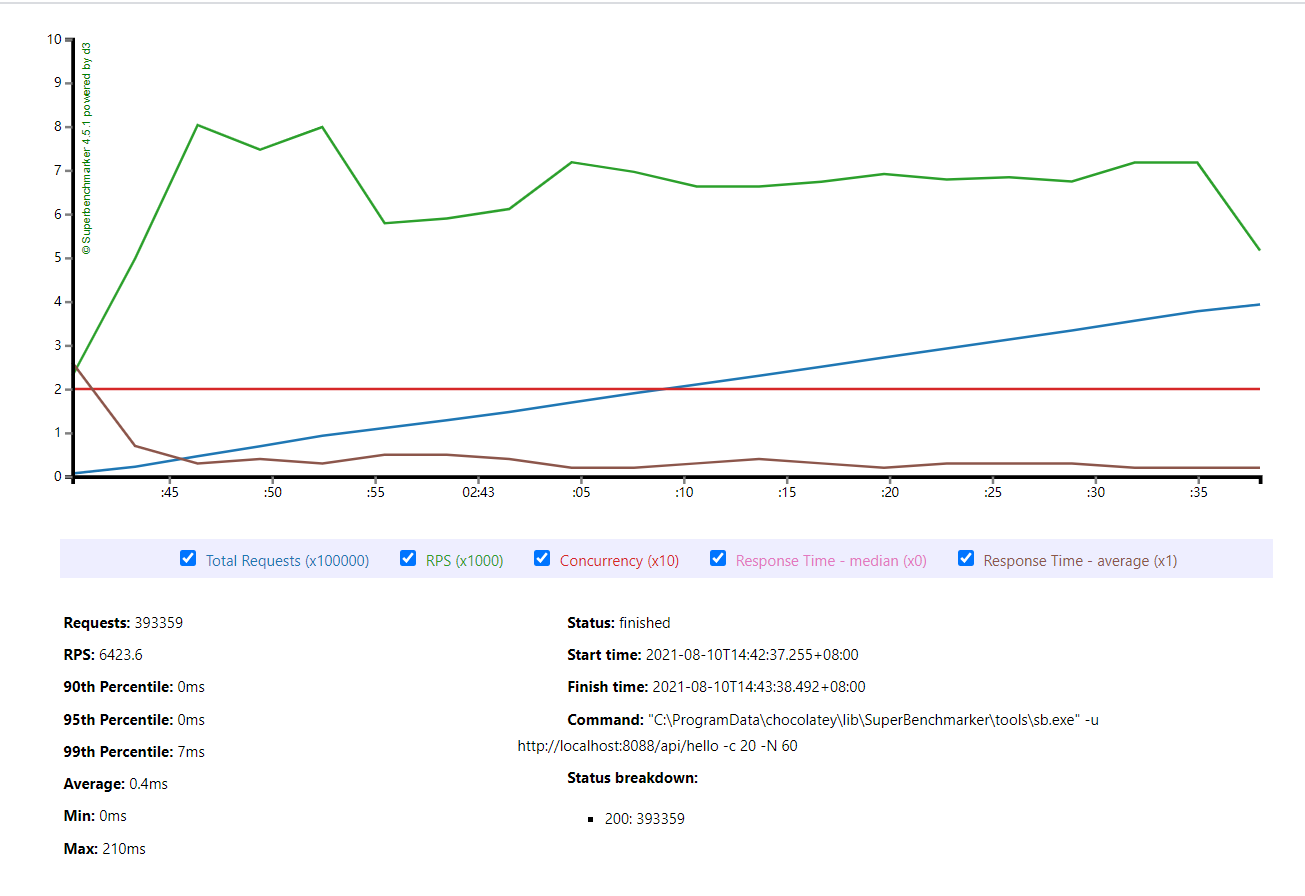 10
9
8
7
6
5
4
3
2
1
0
© Superbenchmarker 4.5.1 powered by d3
:45 :50 :55 02:43 :05 :10 :15 :20 :25 :30 :35
Total Requests (x100000) RPS (x1000) Concurrency (x10) Response Time - median (x0) Response Time - average (x1)
Requests: 393359
RPS: 6423.6
90th Percentile: 0ms
95th Percentile: 0ms
99th Percentile: 7ms
Average: 0.4ms
Min: 0ms
Max: 210ms
Status: finished
Start time: 2021-08-10T14:42:37.255+08:00
Finish time: 2021-08-10T14:43:38.492+08:00
Command: "C:\ProgramData\chocolatey\lib\SuperBenchmarker\tools\sb.exe" -u
http://localhost:8088/api/hello -c 20 -N 60
Status breakdown:
200: 393359